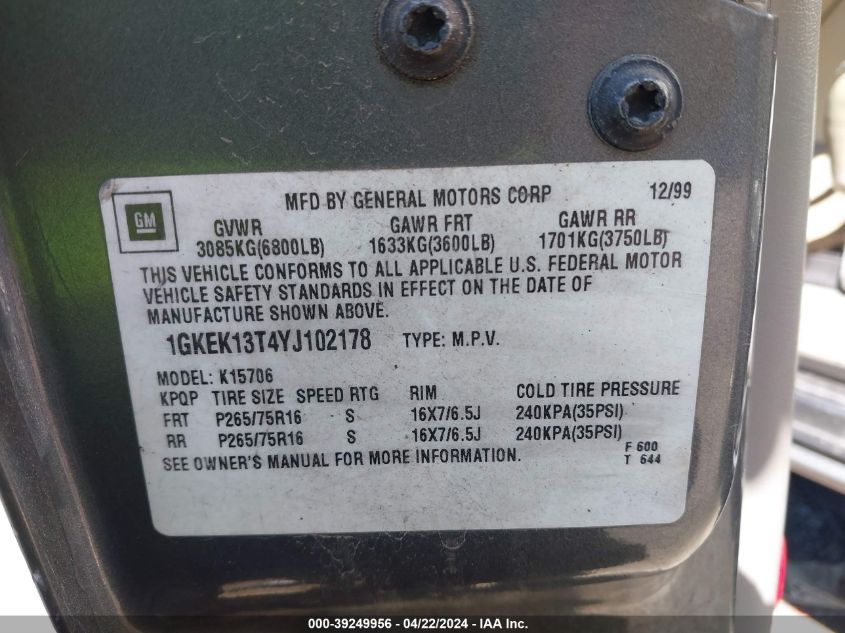 MFD BY GENERAL MOTORS CORP 12/99
GM
GVWR GAWR FRT GAWR RR
3085KG(6800LB) 1633KG(3600LB) 1701KG(3750LB)
THIS VEHICLE CONFORMS TO ALL APPLICABLE U.S. FEDERAL MOTOR
VEHICLE SAFETY STANDARDS IN EFFECT ON THE DATE OF
MANUFACTURE SHOWN ABOVE.
1GKEK13T4YJ102178 TYPE: M.P.V.
MODEL: K15706
KPQP TIRE SIZE SPEED RTG RIM COLD TIRE PRESSURE
FRT P265/75R16 S 16X7/6.5J 240KPA(35PSI)
RR P265/75R16 S 16X7/6.5J 240KPA(35PSI)
SEE OWNER'S MANUAL FOR MORE INFORMATION.
F 600
T 644
000-39249956 - 04/22/2024 - IAA Inc.